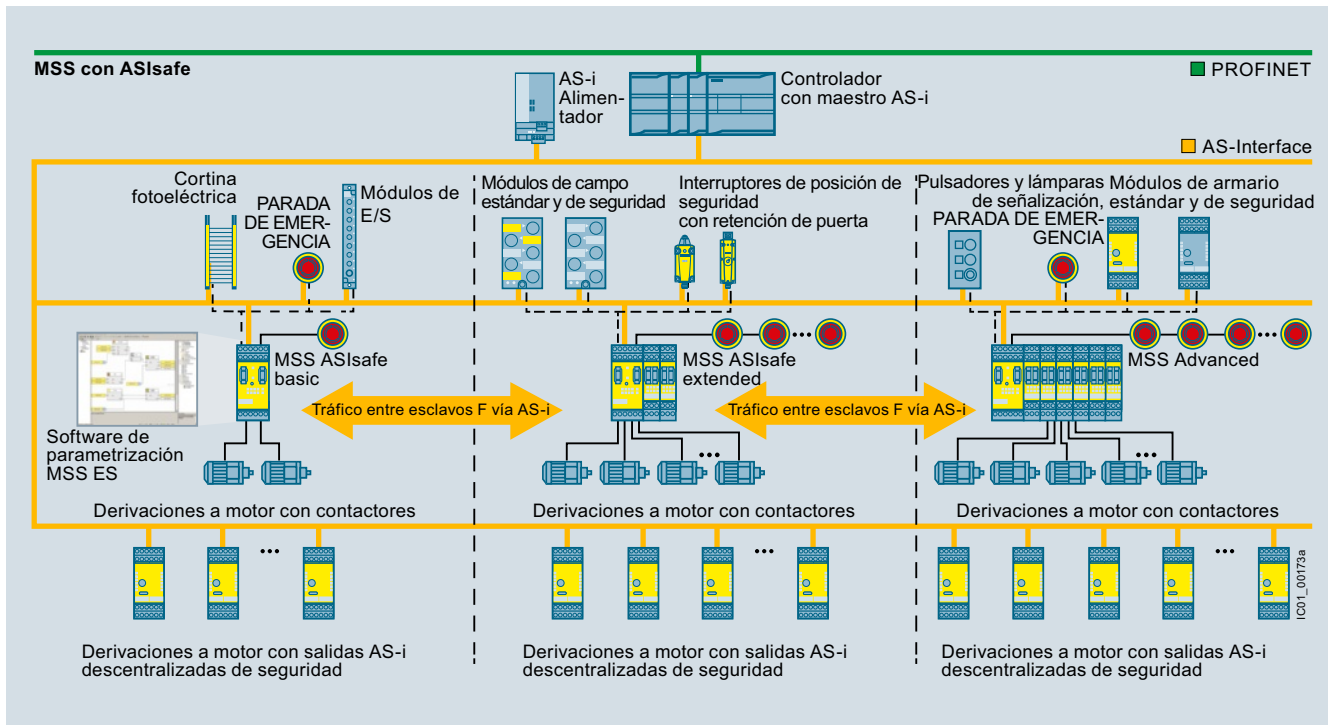 MSS con ASIsafe
PROFINET
AS-i
Alimen-
tador
Controlador
con maestro AS-i
AS-Interface
Cortina
fotoeléctrica
PARADA
DE EMER-
GENCIA
Módulos de
E/S
Módulos de campo
estándar y de seguridad
Interruptores de posición de
seguridad
con retención de puerta
Pulsadores y lámparas
de señalización,
PARADA DE EMER-
GENCIA
Módulos de armario
estándar y de seguridad
MSS ASIsafe
basic
MSS ASIsafe
extended
MSS Advanced
Tráfico entre esclavos F vía AS-i
Tráfico entre esclavos F vía AS-i
Software de
parametrización
MSS ES
Derivaciones a motor con contactores
Derivaciones a motor con contactores
Derivaciones a motor con contactores
IC01_00173a
Derivaciones a motor con salidas AS-i
descentralizadas de seguridad
Derivaciones a motor con salidas AS-i
descentralizadas de seguridad
Derivaciones a motor con salidas AS-i
descentralizadas de seguridad